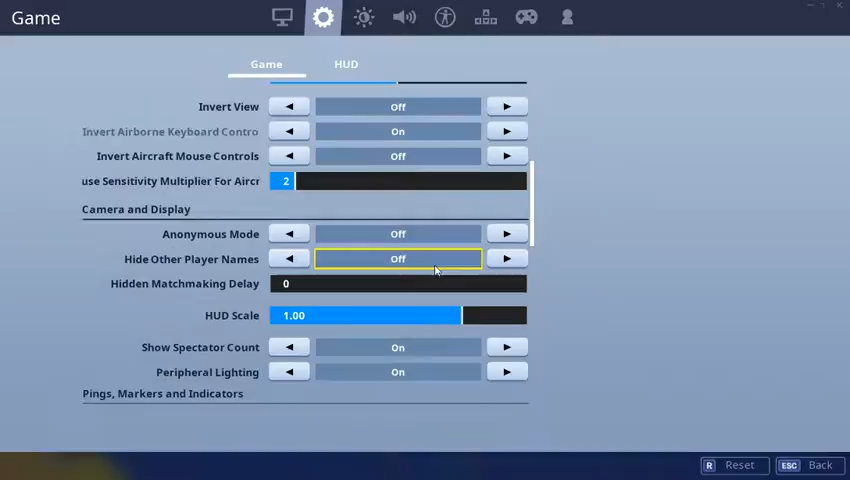 Game
Game HUD
Invert View Off
Invert Airborne Keyboard Contro On
Invert Aircraft Mouse Controls Off
use Sensitivity Multiplier For Aircr 2
Camera and Display
Anonymous Mode Off
Hide Other Player Names Off
Hidden Matchmaking Delay 0
HUD Scale 1.00
Show Spectator Count On
Peripheral Lighting On
Pings, Markers and Indicators
R Reset ESC Back